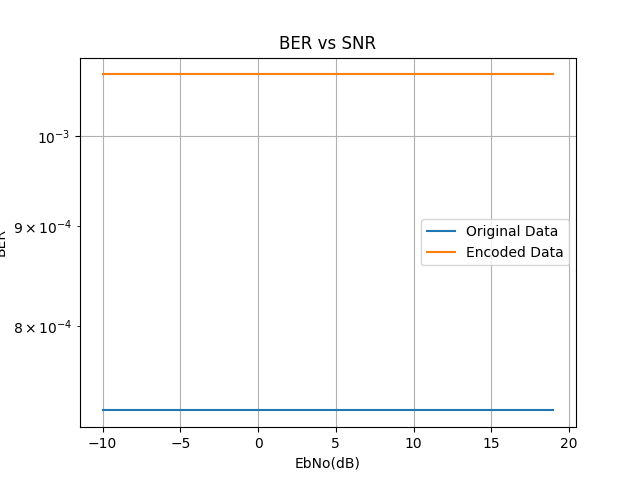 BER vs SNR
10⁻³
9 × 10⁻⁴
8 × 10⁻⁴
BER
Original Data
Encoded Data
−10 −5 0 5 10 15 20
EbNo(dB)